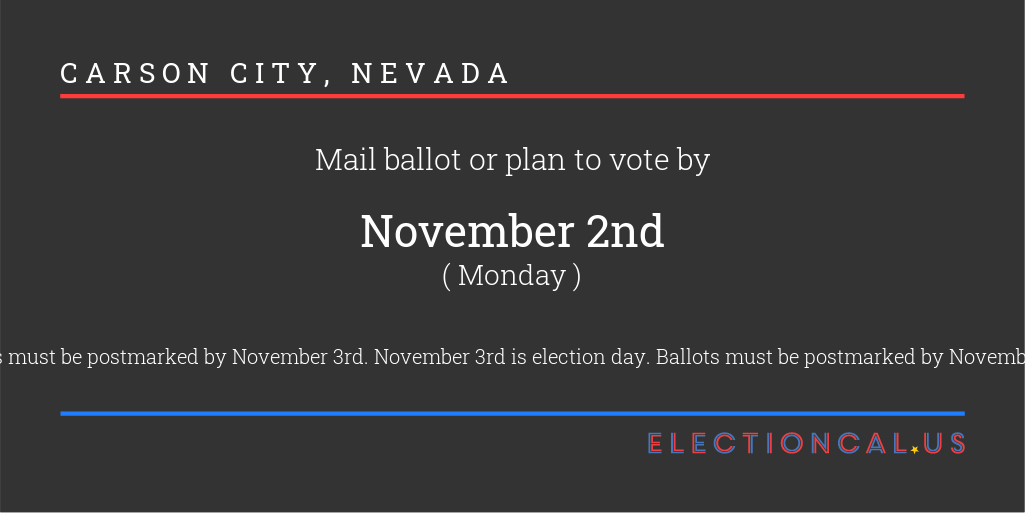 CARSON CITY, NEVADA
Mail ballot or plan to vote by
November 2nd
( Monday )
must be postmarked by November 3rd. November 3rd is election day. Ballots must be postmarked by
ELECTIONCAL.US